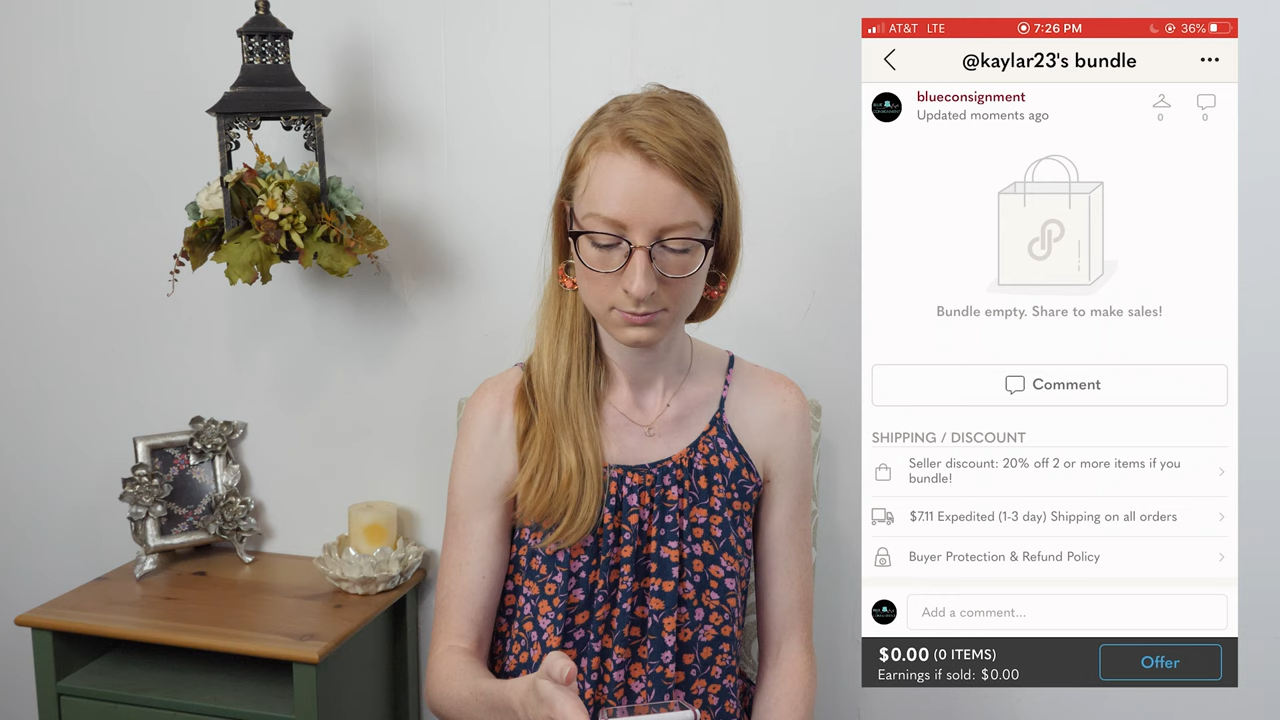 AT&T LTE 7:26 PM 36%
@kaylar23's bundle
blueconsignment
Updated moments ago
0 0
Bundle empty. Share to make sales!
Comment
SHIPPING / DISCOUNT
Seller discount: 20% off 2 or more items if you
bundle!
$7.11 Expedited (1-3 day) Shipping on all orders
Buyer Protection & Refund Policy
Add a comment...
$0.00 (0 ITEMS)
Earnings if sold: $0.00
Offer